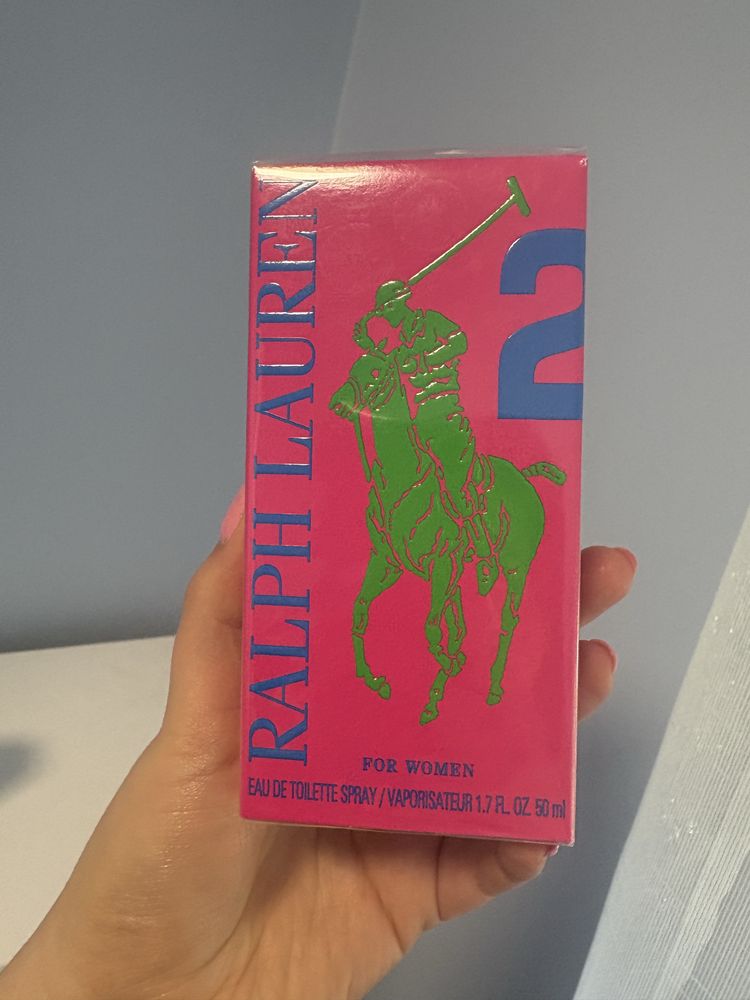 RALPH LAUREN
2
FOR WOMEN
EAU DE TOILETTE SPRAY / VAPORISATEUR 1.7 FL. OZ. 50 ml